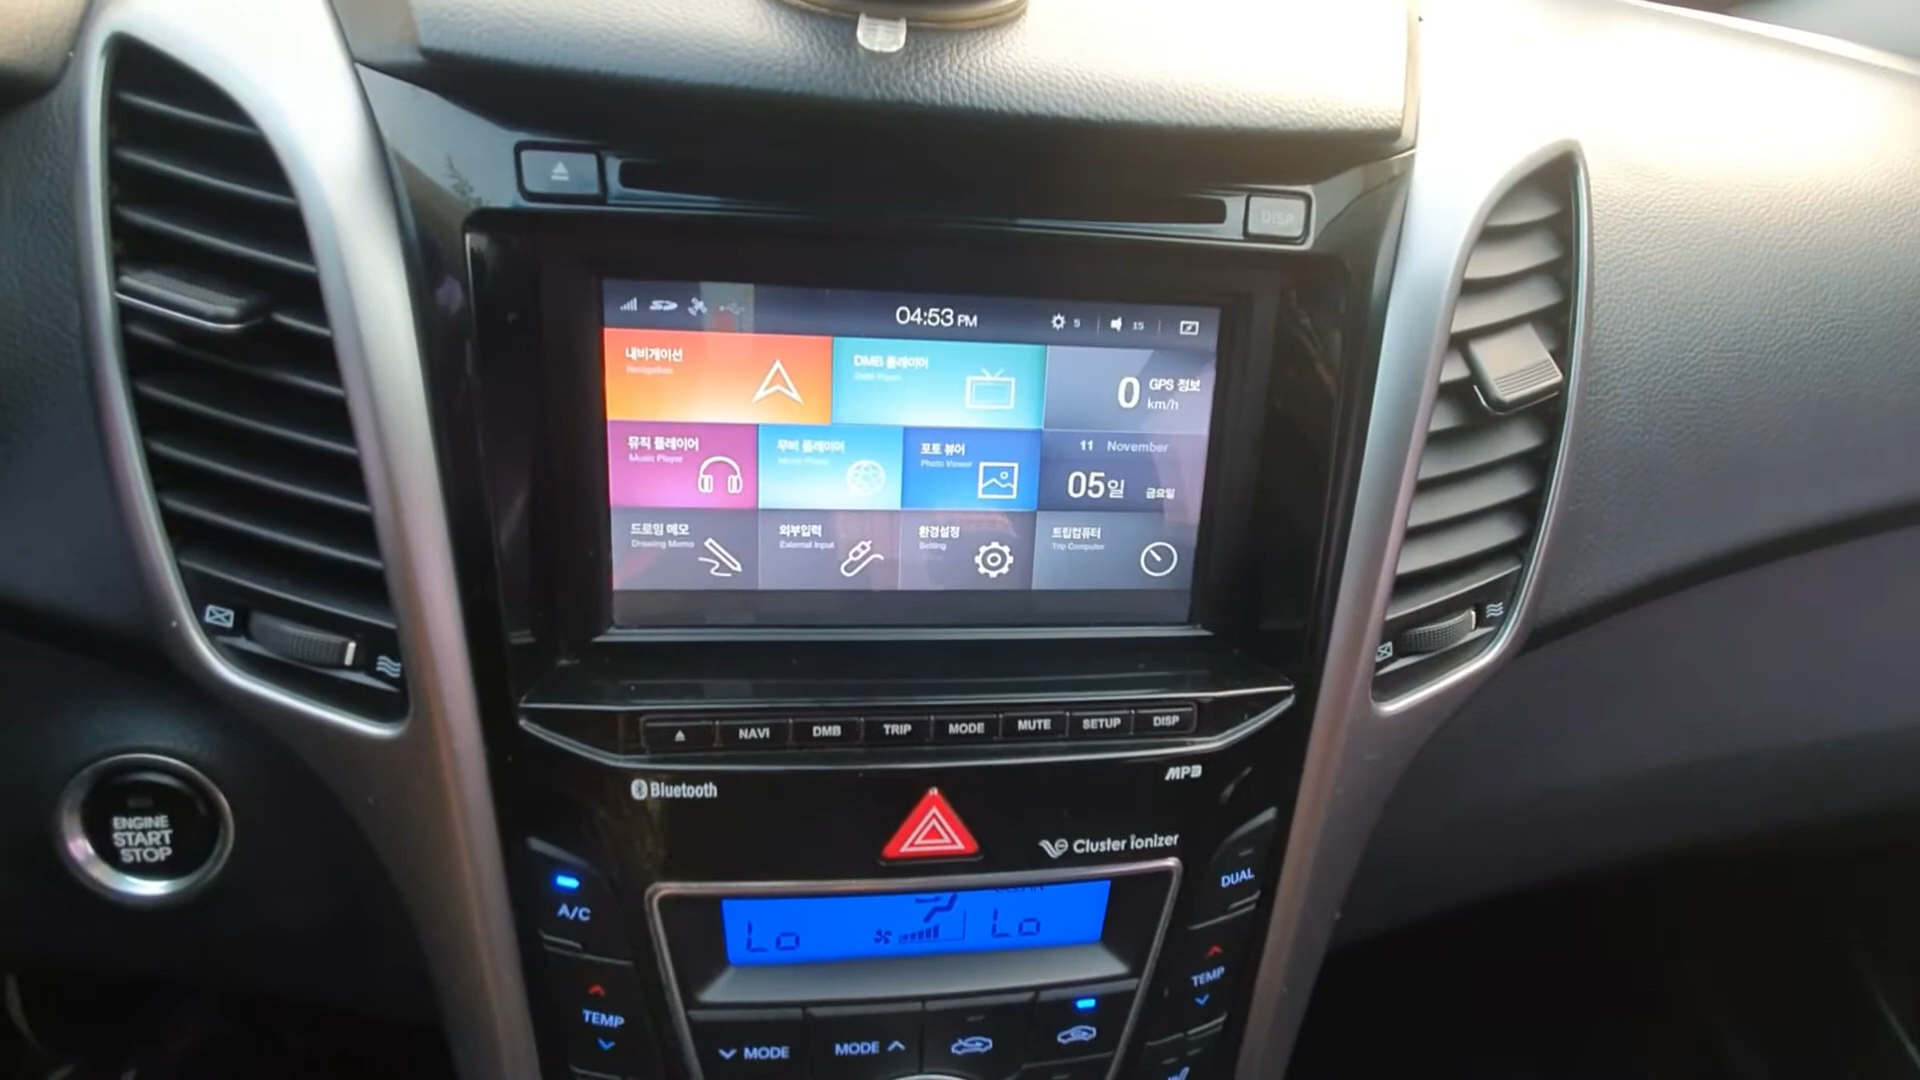 DISP
04:53 PM
5
15
내비게이션
Navigation
DMB 플레이어
DMB Player
0
GPS 정보
km/h
뮤직 플레이어
Music Player
무비 플레이어
Movie Player
포토 뷰어
Photo Viewer
11 November
05일 금요일
드로잉 메모
Drawing Memo
외부입력
External Input
환경설정
Setting
트립컴퓨터
Trip Computer
NAVI DMB TRIP MODE MUTE SETUP DISP
Bluetooth
MP3
ENGINE
START
STOP
Cluster ionizer
A/C
DUAL
Lo
Lo
TEMP
TEMP
MODE
MODE